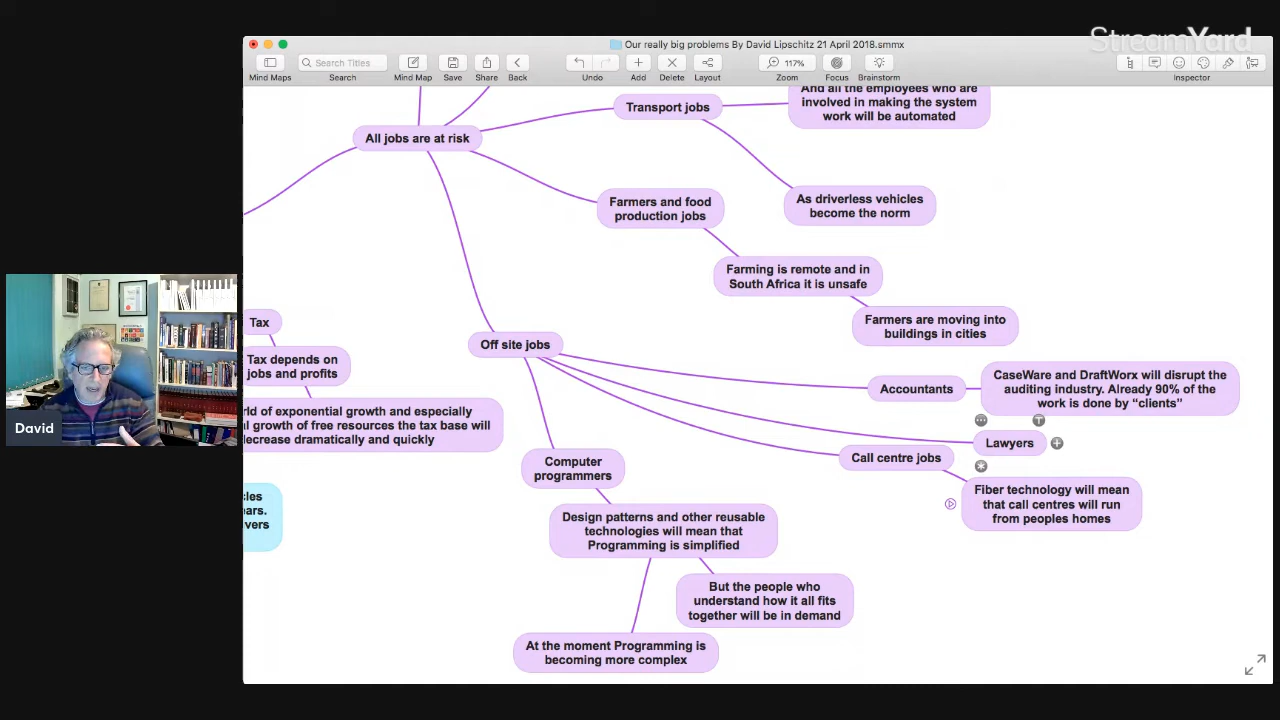 StreamYard
Our really big problems By David Lipschitz 21 April 2018.smmx
Mind Maps
Search Titles
Search
Mind Map
Save
Share
Back
Undo
Add
Delete
Layout
117%
Zoom
Focus
Brainstorm
Inspector
And all the employees who are
involved in making the system
work will be automated
Transport jobs
All jobs are at risk
As driverless vehicles
become the norm
Farmers and food
production jobs
Farming is remote and in
South Africa it is unsafe
Farmers are moving into
buildings in cities
Tax
Tax depends on
jobs and profits
rld of exponential growth and especially
l growth of free resources the tax base will
decrease dramatically and quickly
Off site jobs
Accountants
CaseWare and DraftWorx will disrupt the
auditing industry. Already 90% of the
work is done by “clients”
Lawyers
Call centre jobs
Fiber technology will mean
that call centres will run
from peoples homes
Computer
programmers
Design patterns and other reusable
technologies will mean that
Programming is simplified
But the people who
understand how it all fits
together will be in demand
At the moment Programming is
becoming more complex
cles
ars.
vers
David